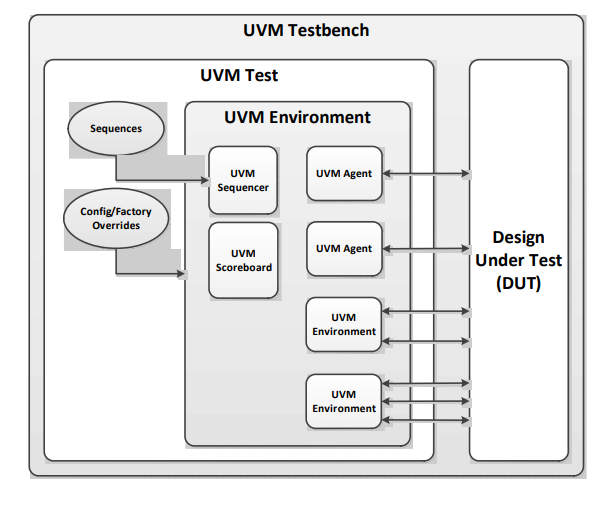 UVM Testbench
UVM Test
Sequences
Config/Factory
Overrides
UVM Environment
UVM
Sequencer
UVM Agent
UVM
Scoreboard
UVM Agent
UVM
Environment
UVM
Environment
Design
Under Test
(DUT)